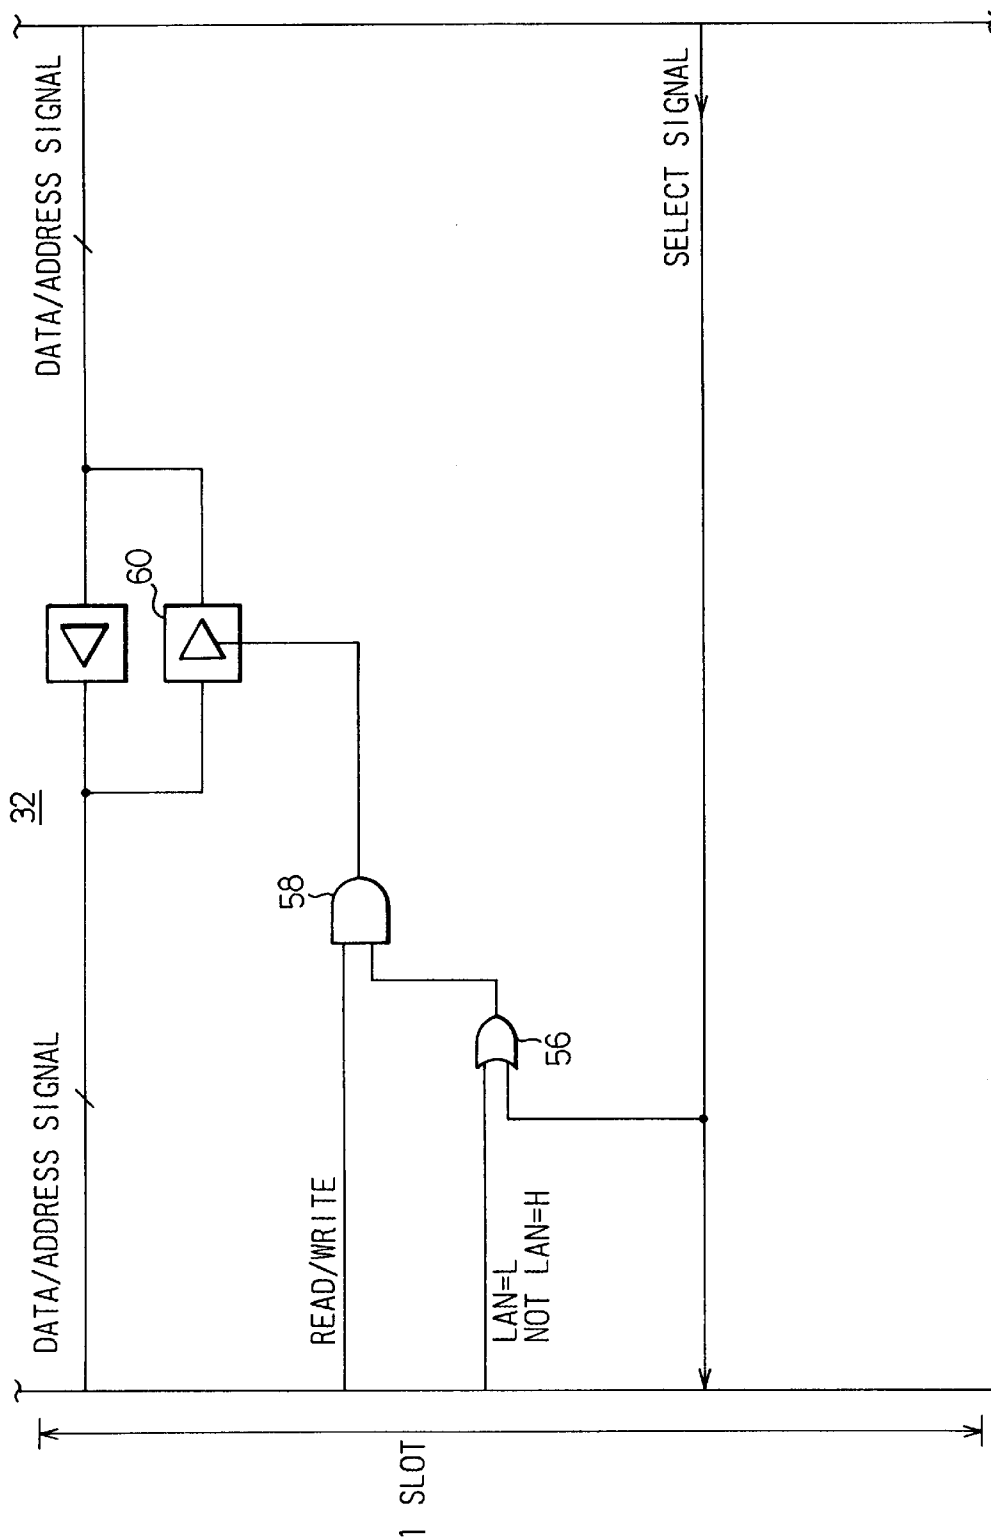 32
DATA/ADDRESS SIGNAL
DATA/ADDRESS SIGNAL
60
58
READ/WRITE
1 SLOT
LAN=L
NOT LAN=H
56
SELECT SIGNAL